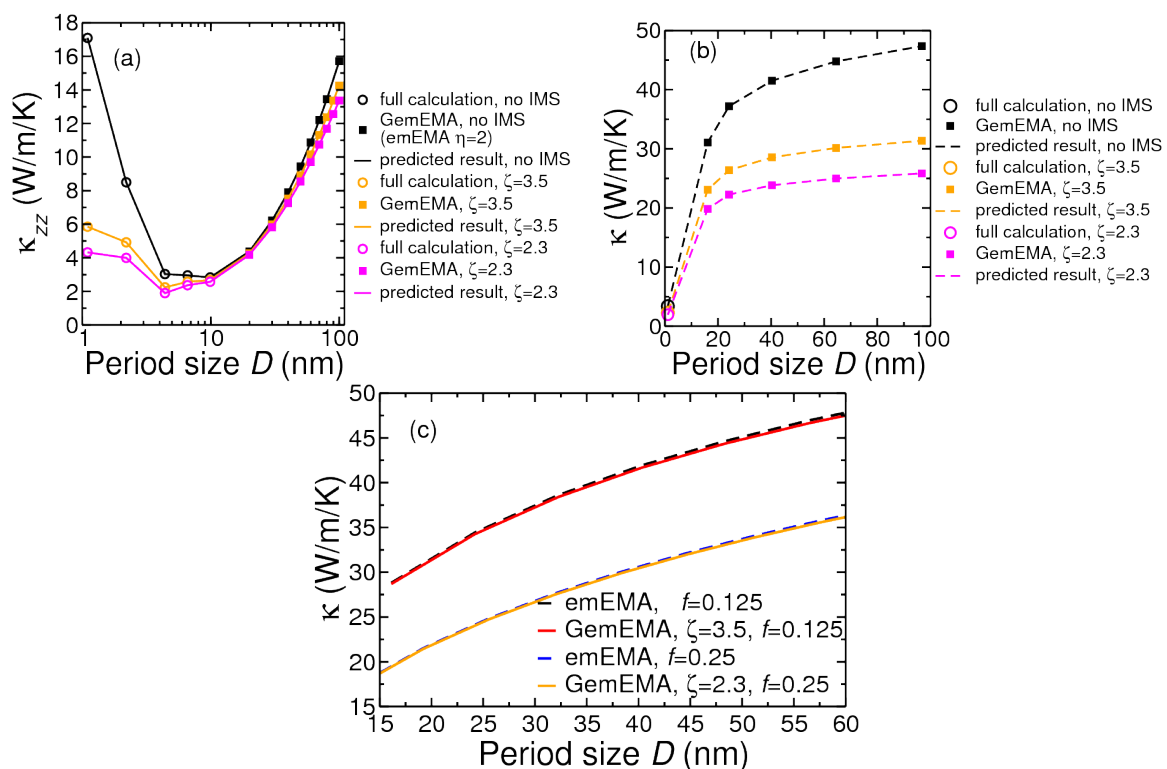 18
16
14
12
10
8
6
4
2
0
κzz (W/m/K)
(a)
1
10
100
Period size D (nm)
full calculation, no IMS
GemEMA, no IMS
(emEMA η=2)
predicted result, no IMS
full calculation, ζ=3.5
GemEMA, ζ=3.5
predicted result, ζ=3.5
full calculation, ζ=2.3
GemEMA, ζ=2.3
predicted result, ζ=2.3
50
40
30
20
10
0
κ (W/m/K)
(b)
0 20 40 60 80 100
Period size D (nm)
full calculation, no IMS
GemEMA, no IMS
predicted result, no IMS
full calculation, ζ=3.5
GemEMA, ζ=3.5
predicted result, ζ=3.5
full calculation, ζ=2.3
GemEMA, ζ=2.3
predicted result, ζ=2.3
50
45
40
35
30
25
20
15
κ (W/m/K)
(c)
emEMA, f=0.125
GemEMA, ζ=3.5, f=0.125
emEMA, f=0.25
GemEMA, ζ=2.3, f=0.25
15 20 25 30 35 40 45 50 55 60
Period size D (nm)